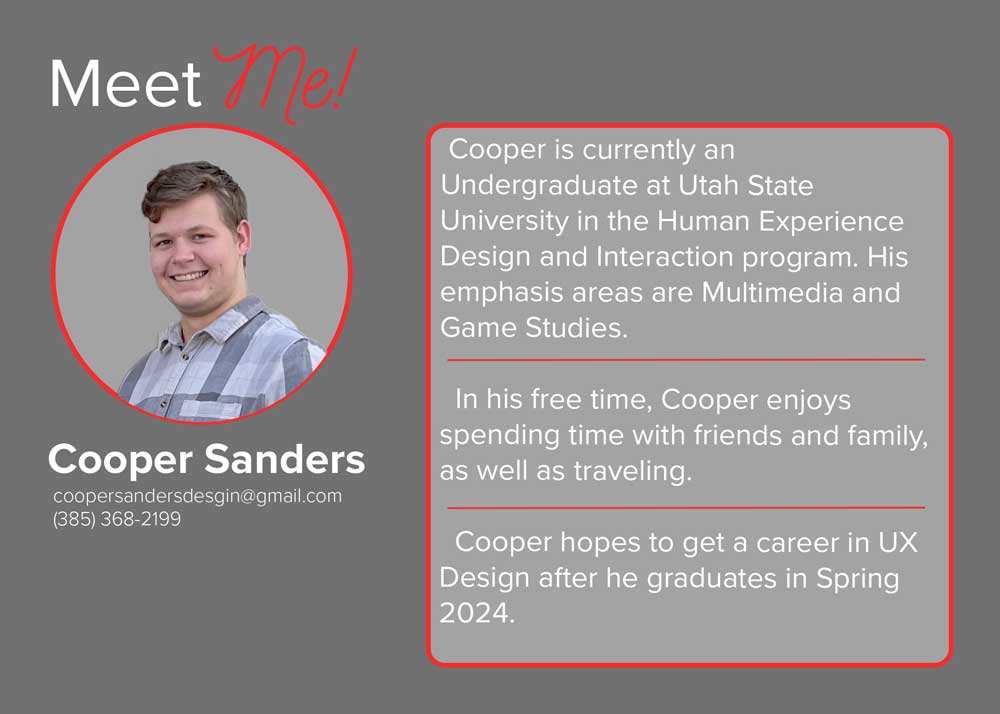 Meet Me!
Cooper Sanders
coopersandersdesgin@gmail.com
(385) 368-2199
Cooper is currently an
Undergraduate at Utah State
University in the Human Experience
Design and Interaction program. His
emphasis areas are Multimedia and
Game Studies.
In his free time, Cooper enjoys
spending time with friends and family,
as well as traveling.
Cooper hopes to get a career in UX
Design after he graduates in Spring
2024.